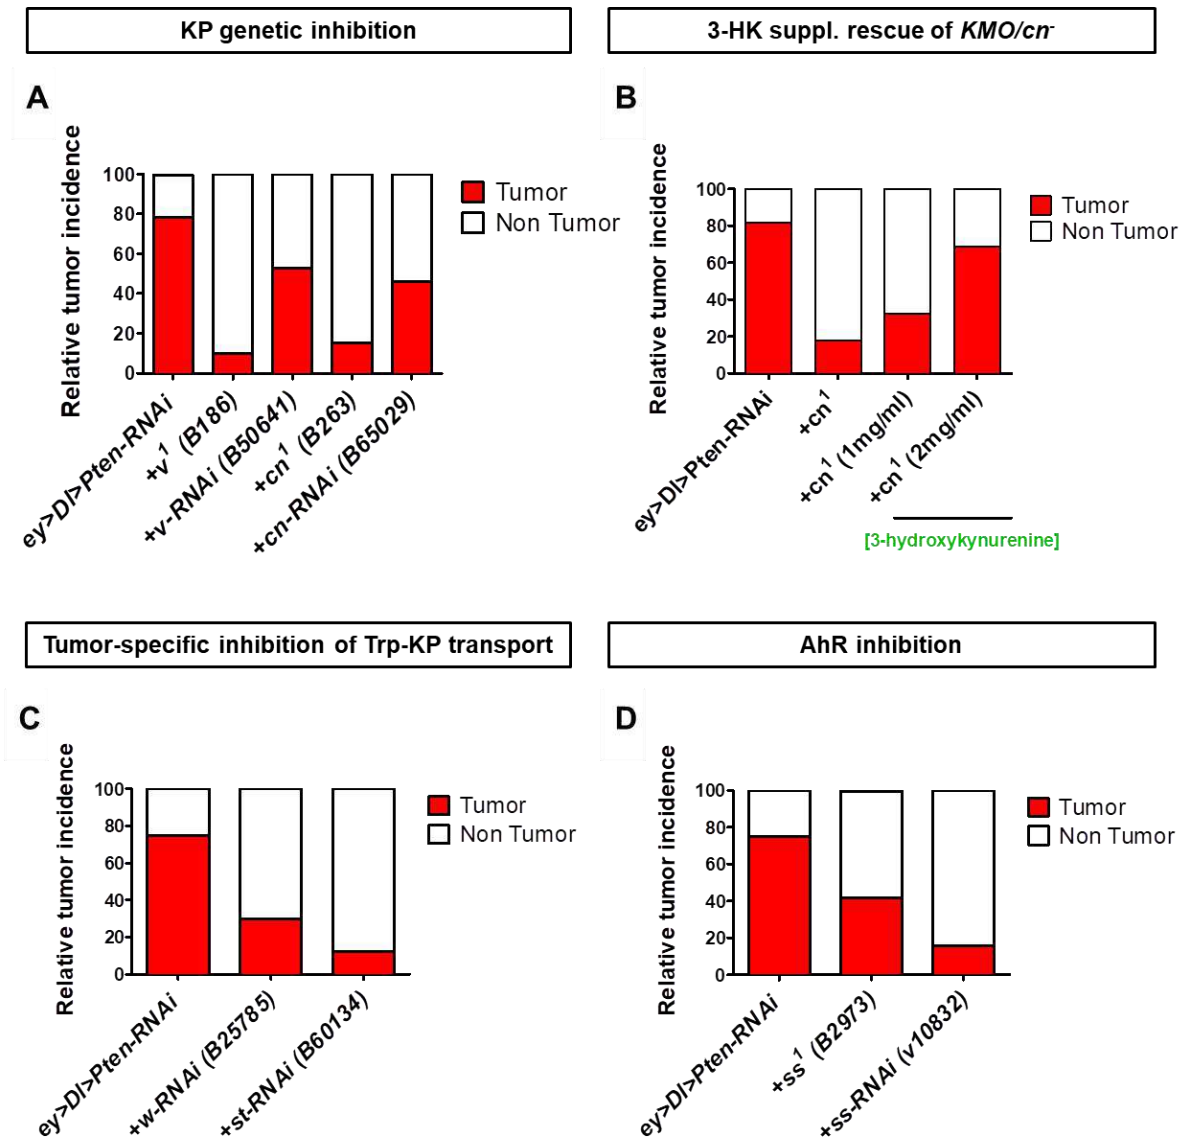 KP genetic inhibition
3-HK suppl. rescue of KMO/cn⁻
A
Relative tumor incidence
100
80
60
40
20
0
Tumor
Non Tumor
ey>Dl>Pten-RNAi
+v¹ (B186)
+v-RNAi (B50641)
+cn¹ (B263)
+cn-RNAi (B65029)
B
Relative tumor incidence
100
80
60
40
20
0
Tumor
Non Tumor
ey>Dl>Pten-RNAi
+cn¹
+cn¹ (1mg/ml)
+cn¹ (2mg/ml)
[3-hydroxykynurenine]
Tumor-specific inhibition of Trp-KP transport
AhR inhibition
C
Relative tumor incidence
100
80
60
40
20
0
Tumor
Non Tumor
ey>Dl>Pten-RNAi
+w-RNAi (B25785)
+st-RNAi (B60134)
D
Relative tumor incidence
100
80
60
40
20
0
Tumor
Non Tumor
ey>Dl>Pten-RNAi
+ss¹ (B2973)
+ss-RNAi (v10832)